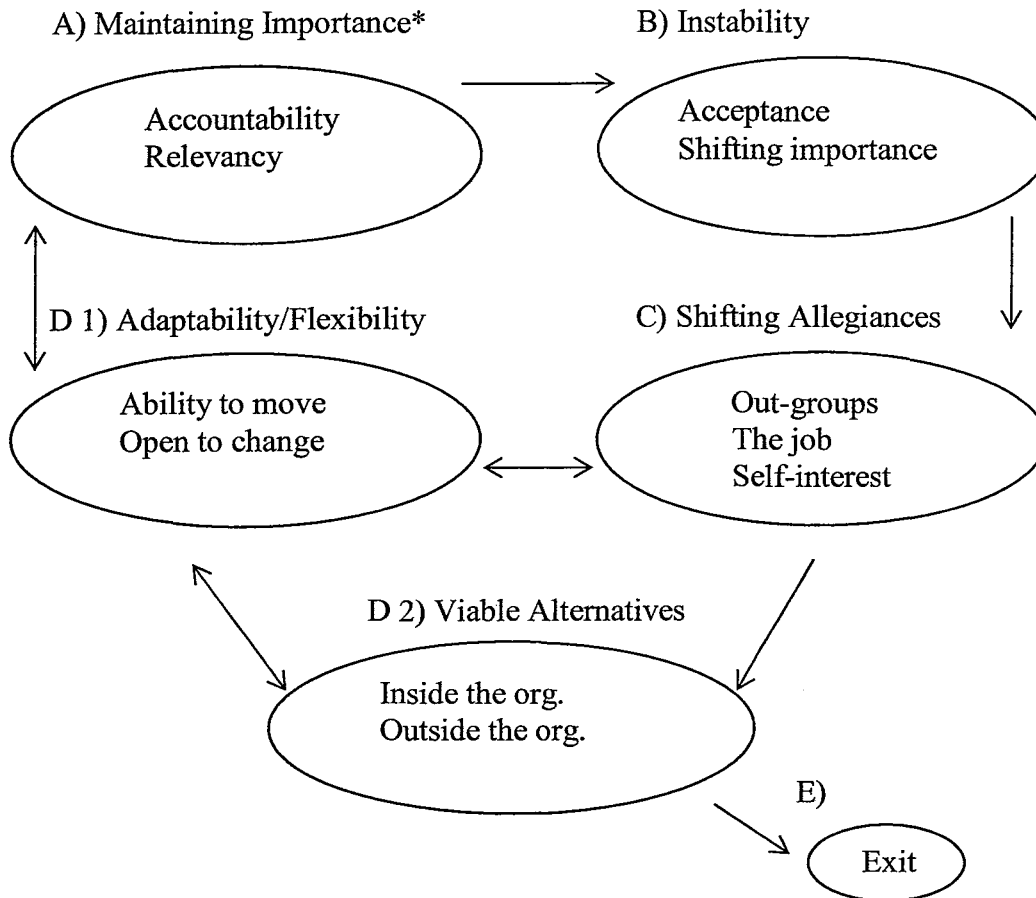 A) Maintaining Importance*
B) Instability
Accountability
Relevancy
Acceptance
Shifting importance
D 1) Adaptability/Flexibility
C) Shifting Allegiances
Ability to move
Open to change
Out-groups
The job
Self-interest
D 2) Viable Alternatives
Inside the org.
Outside the org.
E)
Exit